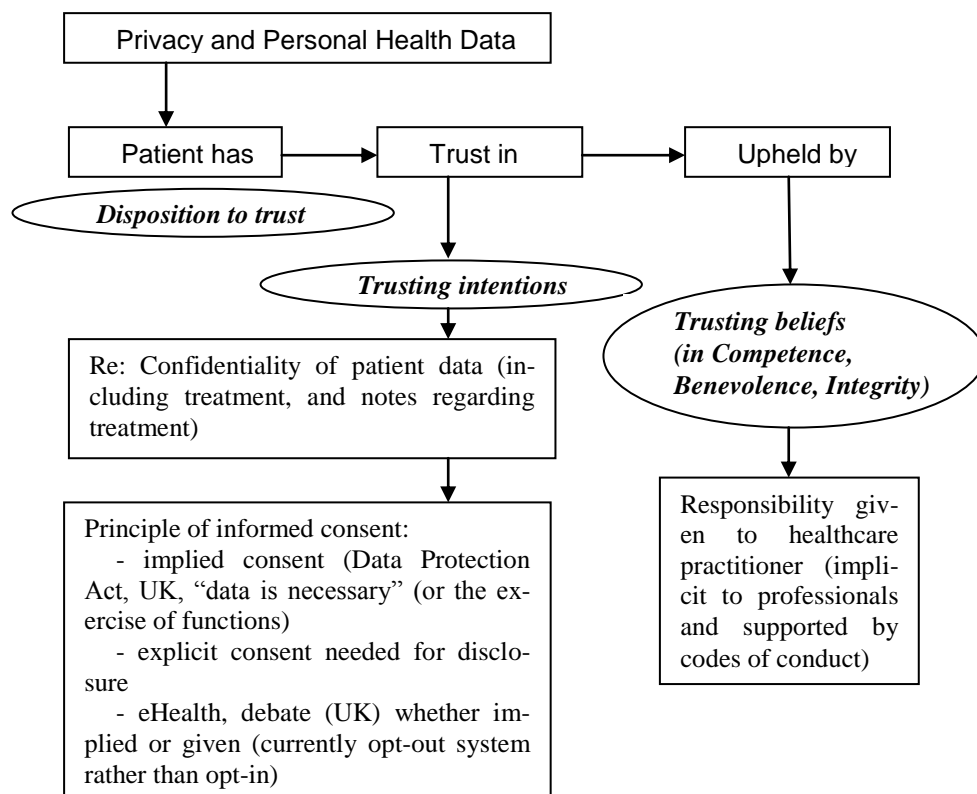 Privacy and Personal Health Data
Patient has
Trust in
Upheld by
Disposition to trust
Trusting intentions
Trusting beliefs
(in Competence,
Benevolence, Integrity)
Re: Confidentiality of patient data (in-
cluding treatment, and notes regarding
treatment)
Responsibility giv-
en to healthcare
practitioner (impli-
cit to professionals
and supported by
codes of conduct)
Principle of informed consent:
- implied consent (Data Protection
Act, UK, “data is necessary” (or the ex-
ercise of functions)
- explicit consent needed for disclo-
sure
- eHealth, debate (UK) whether im-
plied or given (currently opt-out system
rather than opt-in)